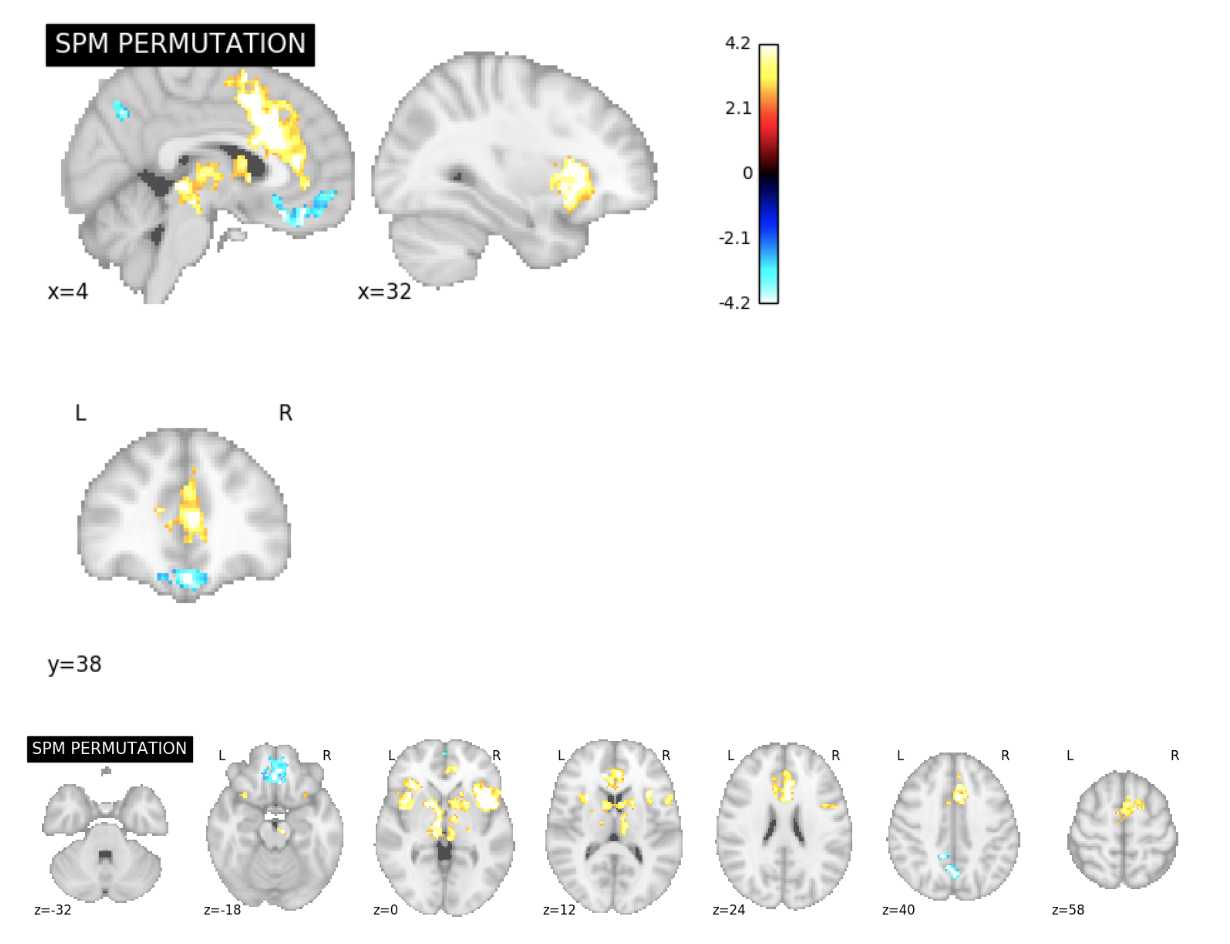 SPM PERMUTATION
4.2
2.1
0
-2.1
-4.2
x=4
x=32
L R
y=38
SPM PERMUTATION
L R
L R
L R
L R
L R
L R
z=-32
z=-18
z=0
z=12
z=24
z=40
z=58